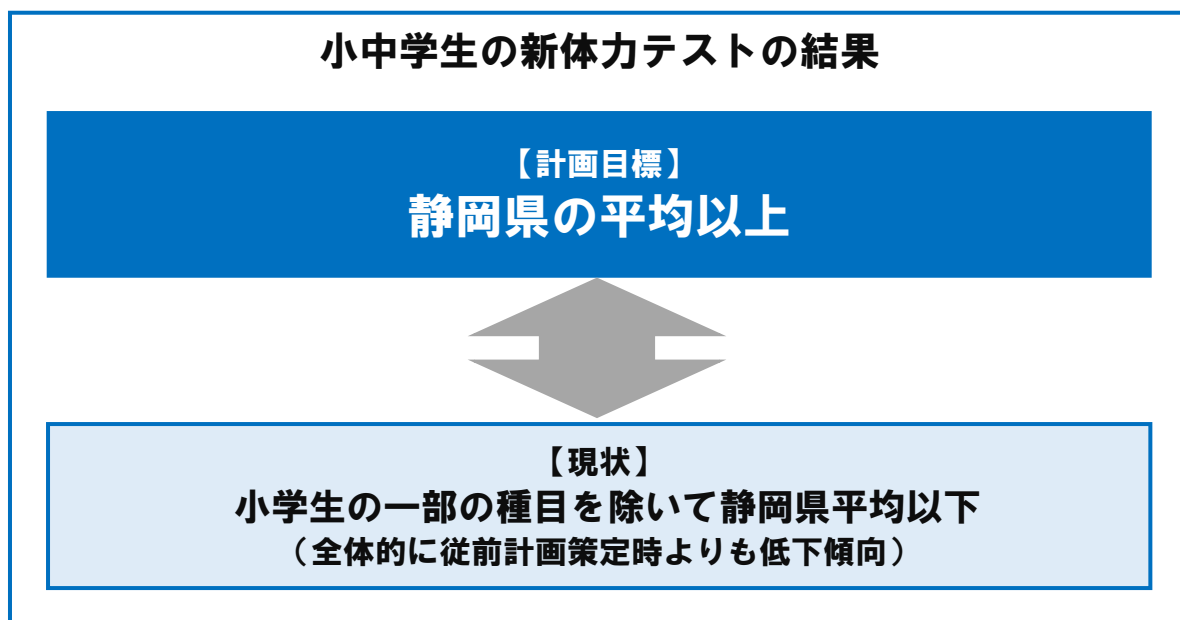 小中学生の新体力テストの結果
【計画目標】
静岡県の平均以上
【現状】
小学生の一部の種目を除いて静岡県平均以下
（全体的に従前計画策定時よりも低下傾向）